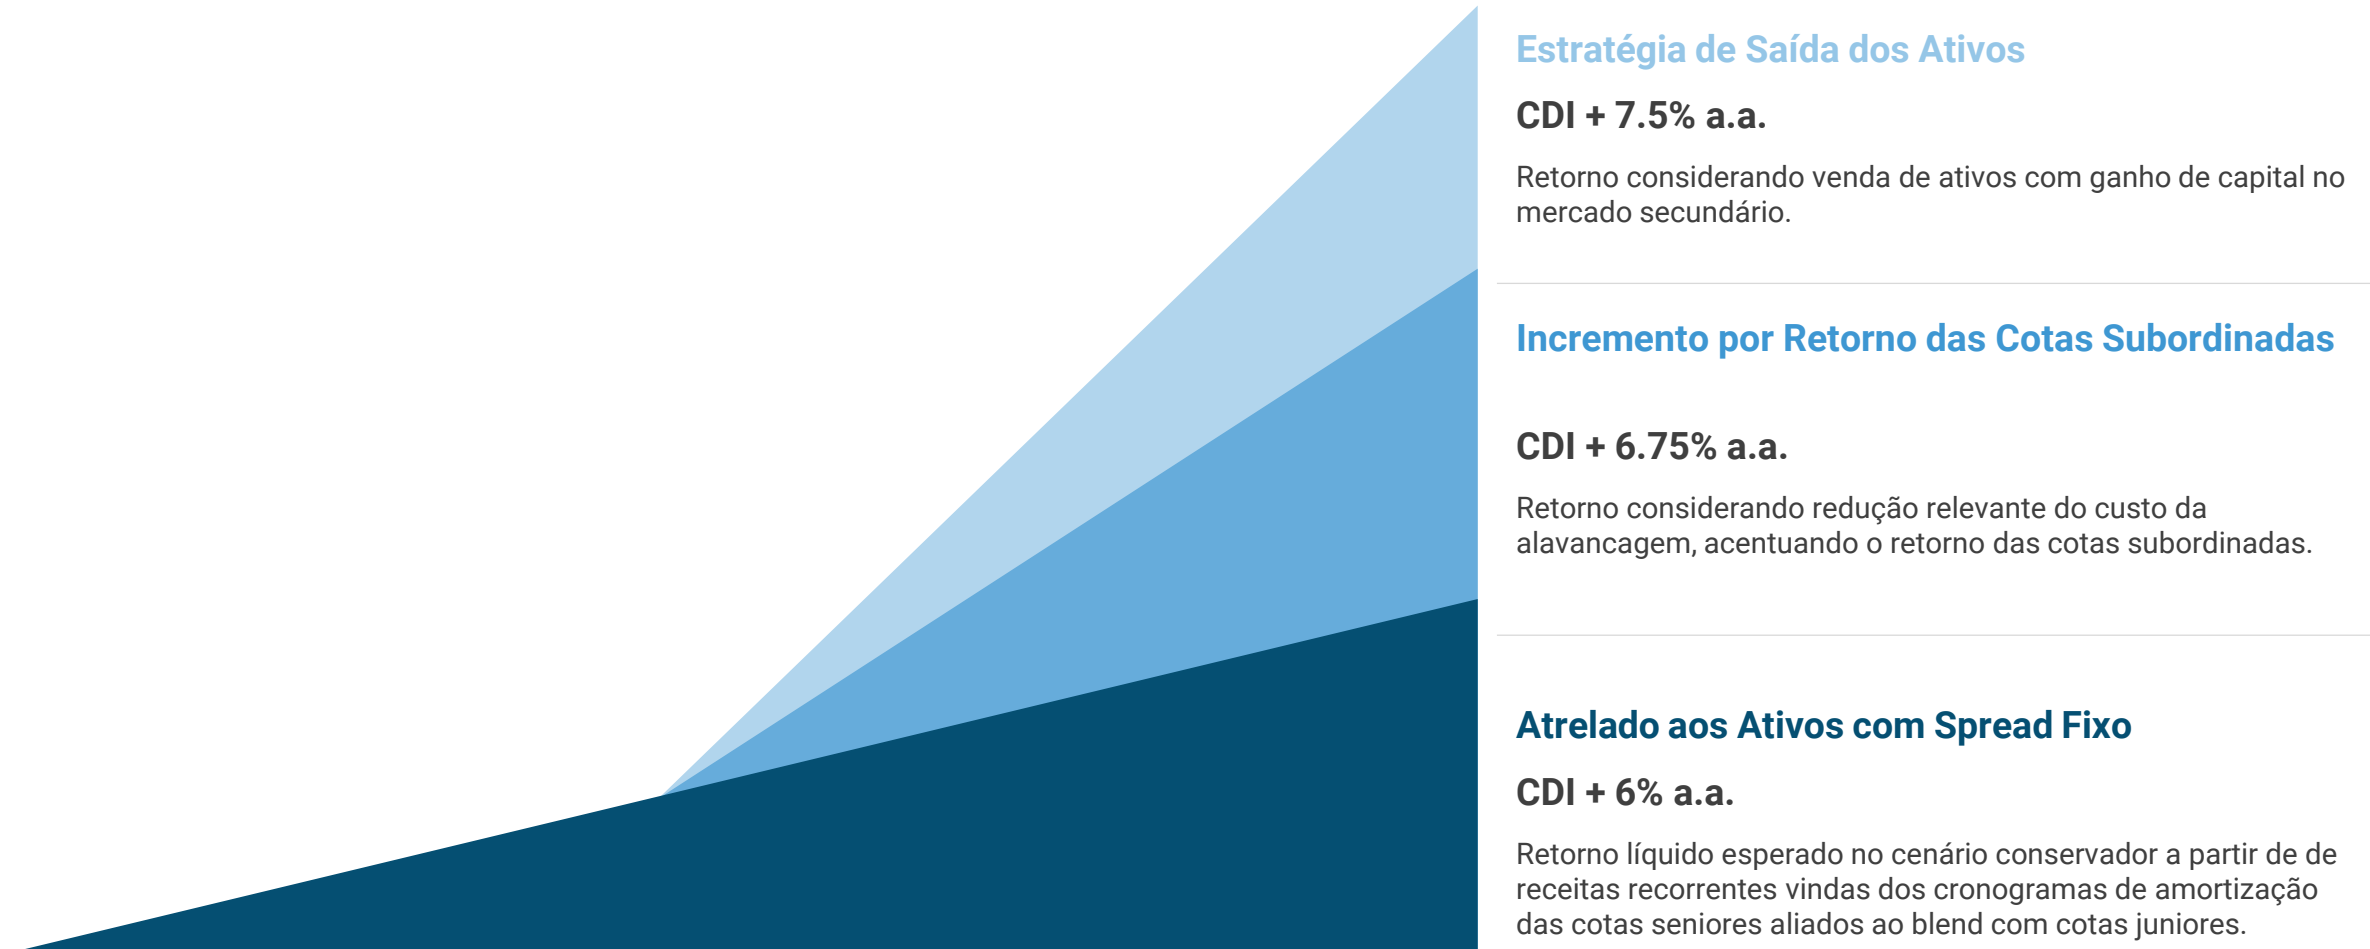 Estratégia de Saída dos Ativos
CDI + 7.5% a.a.
Retorno considerando venda de ativos com ganho de capital no
mercado secundário.
Incremento por Retorno das Cotas Subordinadas
CDI + 6.75% a.a.
Retorno considerando redução relevante do custo da
alavancagem, acentuando o retorno das cotas subordinadas.
Atrelado aos Ativos com Spread Fixo
CDI + 6% a.a.
Retorno líquido esperado no cenário conservador a partir de de
receitas recorrentes vindas dos cronogramas de amortização
das cotas seniores aliados ao blend com cotas juniores.